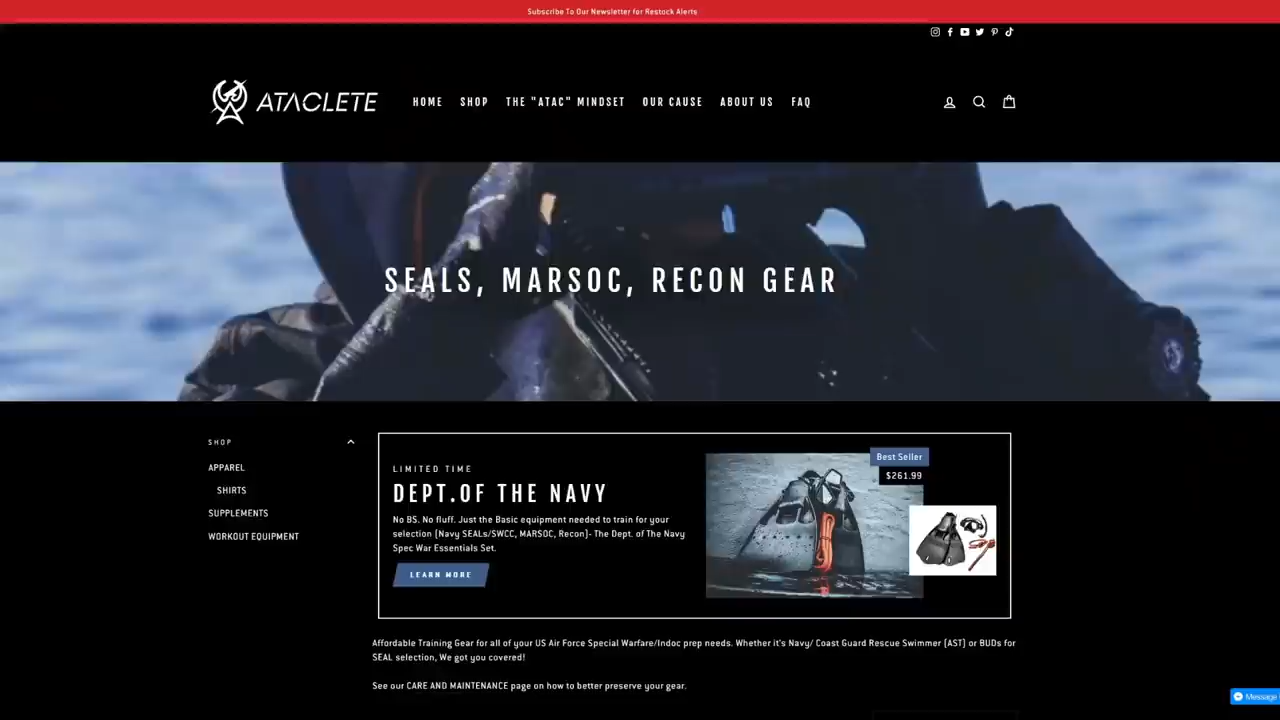 Subscribe To Our Newsletter for Restock Alerts
ATACLETE
HOME SHOP THE "ATAC" MINDSET OUR CAUSE ABOUT US FAQ
SEALS, MARSOC, RECON GEAR
SHOP
APPAREL
SHIRTS
SUPPLEMENTS
WORKOUT EQUIPMENT
LIMITED TIME
DEPT.OF THE NAVY
No BS. No fluff. Just the Basic equipment needed to train for your
selection (Navy SEALs/SWCC, MARSOC, Recon)- The Dept. of The Navy
Spec War Essentials Set.
LEARN MORE
Best Seller
$261.99
Affordable Training Gear for all of your US Air Force Special Warfare/Indoc prep needs. Whether it's Navy/ Coast Guard Rescue Swimmer (AST) or BUDs for
SEAL selection, We got you covered!
See our CARE AND MAINTENANCE page on how to better preserve your gear.
Message